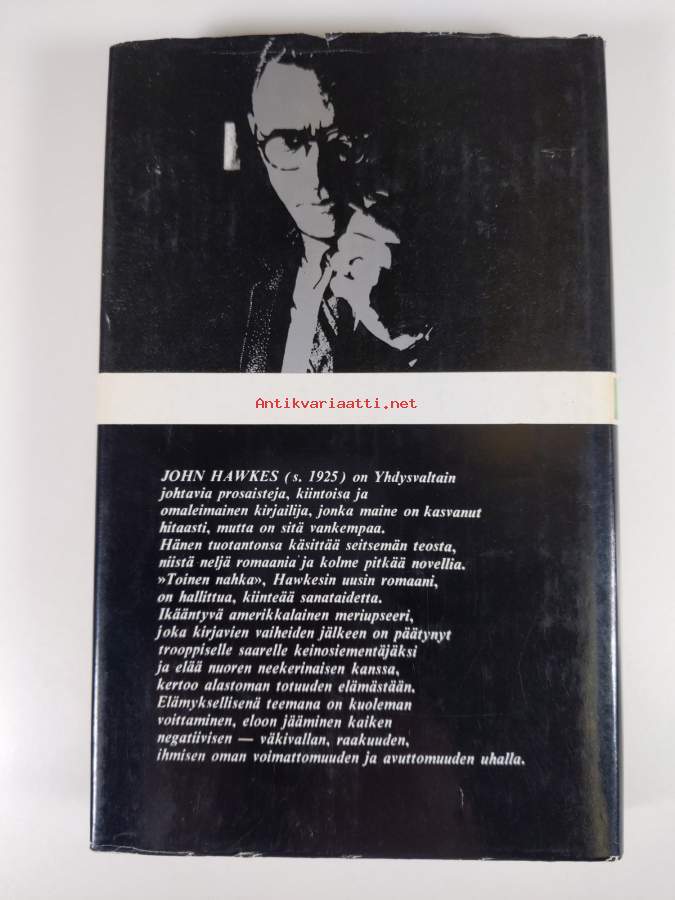 Antikvariaatti.net
JOHN HAWKES (s. 1925) on Yhdysvaltain
johtavia prosaisteja, kiintoisa ja
omaleimainen kirjailija, jonka maine on kasvanut
hitaasti, mutta on sitä vankempaa.
Hänen tuotantonsa käsittää seitsemän teosta,
niistä neljä romaania ja kolme pitkää novellia.
»Toinen nahka», Hawkesin uusin romaani,
on hallittua, kiinteää sanataidetta.
Ikääntyvä amerikkalainen meriupseeri,
joka kirjavien vaiheiden jälkeen on päätynyt
trooppiselle saarelle keinosiementäjäksi
ja elää nuoren neekerinaisen kanssa,
kertoo alastoman totuuden elämästään.
Elämyksellisenä teemana on kuoleman
voittaminen, eloon jääminen kaiken
negatiivisen — väkivallan, raakuuden,
ihmisen oman voimattomuuden ja avuttomuuden uhalla.